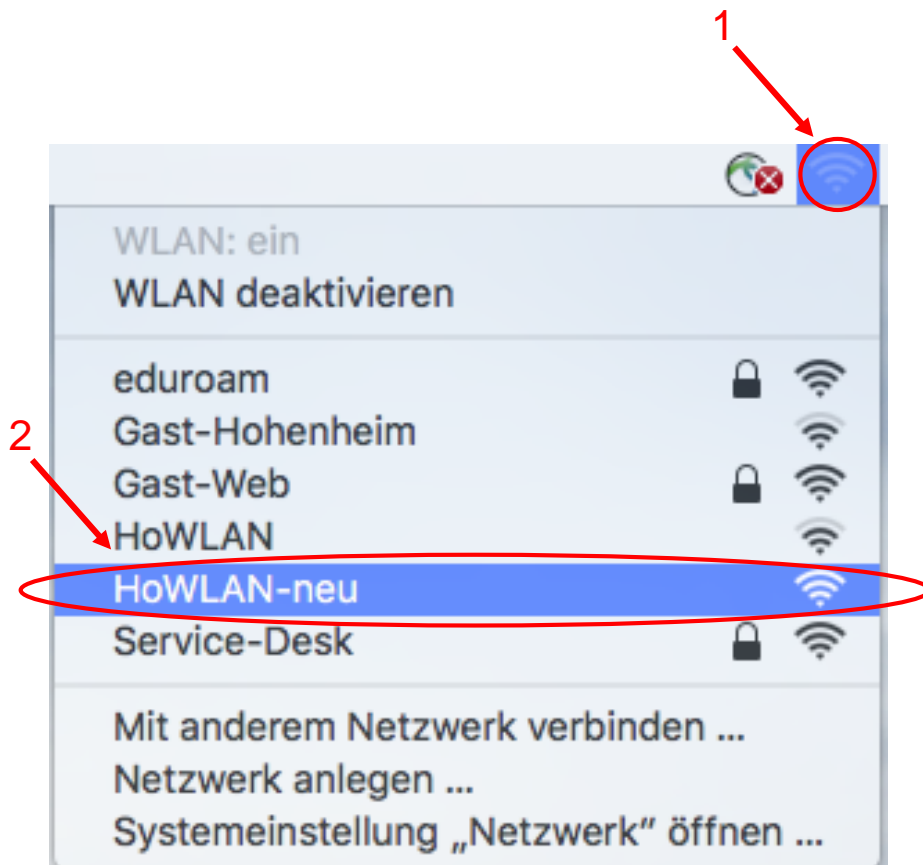 1
WLAN: ein
WLAN deaktivieren
eduroam
Gast-Hohenheim
2
Gast-Web
HoWLAN
HoWLAN-neu
Service-Desk
Mit anderem Netzwerk verbinden ...
Netzwerk anlegen ...
Systemeinstellung „Netzwerk“ öffnen ...